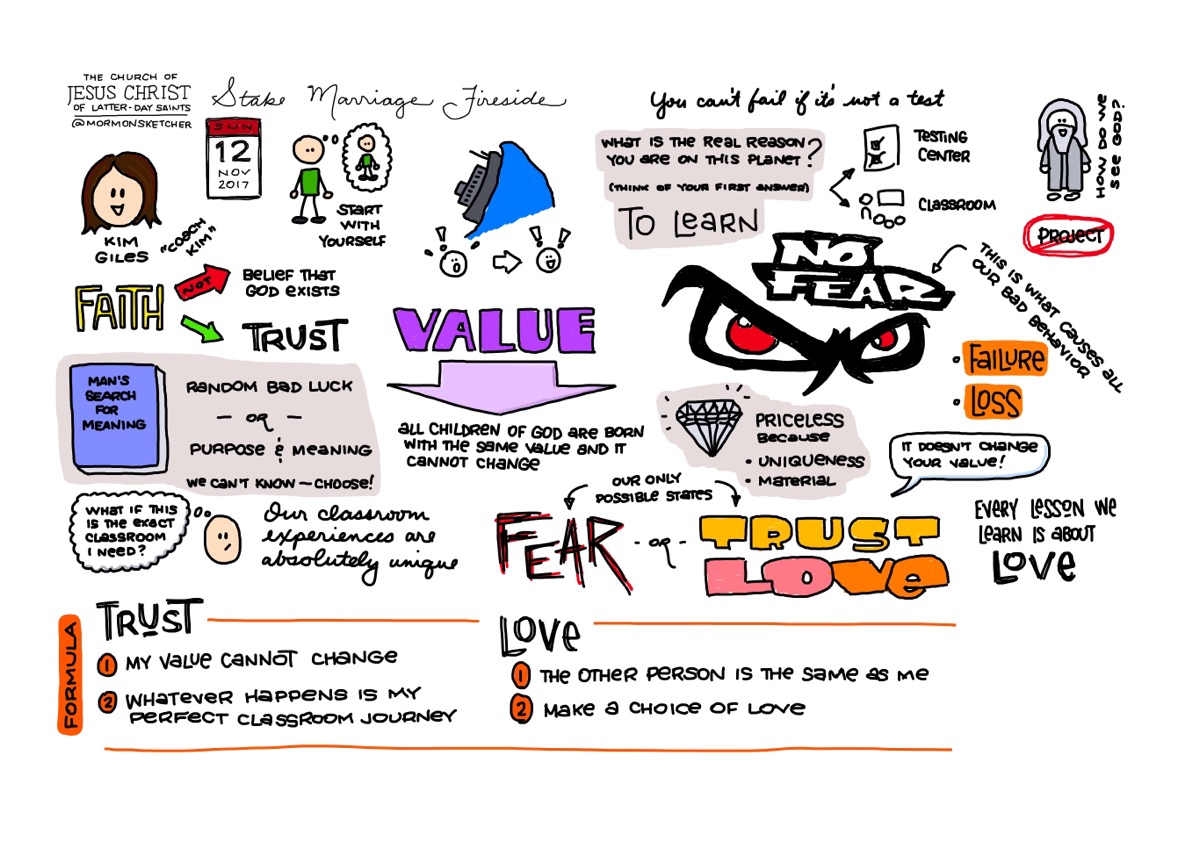 THE CHURCH OF
JESUS CHRIST
OF LATTER-DAY SAINTS
@MORMONSKETCHER
Stake Marriage Fireside
SUN
12
NOV
2017
KIM
GILES
"COACH
KIM"
START
WITH
YOURSELF
FAITH
NOT
BELIEF THAT
GOD EXISTS
TRUST
MAN'S
SEARCH
FOR
MEANING
RANDOM BAD LUCK
— OR —
PURPOSE & MEANING
WE CAN'T KNOW — CHOOSE!
WHAT IF THIS
IS THE EXACT
CLASSROOM
I NEED?
Our classroom
experiences are
absolutely unique
! !
! !
VALUE
ALL CHILDREN OF GOD ARE BORN
WITH THE SAME VALUE AND IT
CANNOT CHANGE
You can't fail if it's not a test
WHAT IS THE REAL REASON
YOU ARE ON THIS PLANET?
(THINK OF YOUR FIRST ANSWER)
TO LEARN
TESTING
CENTER
CLASSROOM
HOW DO WE
SEE GOD?
PROJECT
NO
FEAR
THIS IS WHAT CAUSES ALL
OUR BAD BEHAVIOR
• FAILURE
• LOSS
PRICELESS
BECAUSE
• UNIQUENESS
• MATERIAL
IT DOESN'T CHANGE
YOUR VALUE!
OUR ONLY
POSSIBLE STATES
FEAR
- OR -
TRUST
LOVE
EVERY LESSON WE
LEARN IS ABOUT
LOVE
FORMULA
TRUST
1 MY VALUE CANNOT CHANGE
2 WHATEVER HAPPENS IS MY
PERFECT CLASSROOM JOURNEY
LOVE
1 THE OTHER PERSON IS THE SAME AS ME
2 MAKE A CHOICE OF LOVE